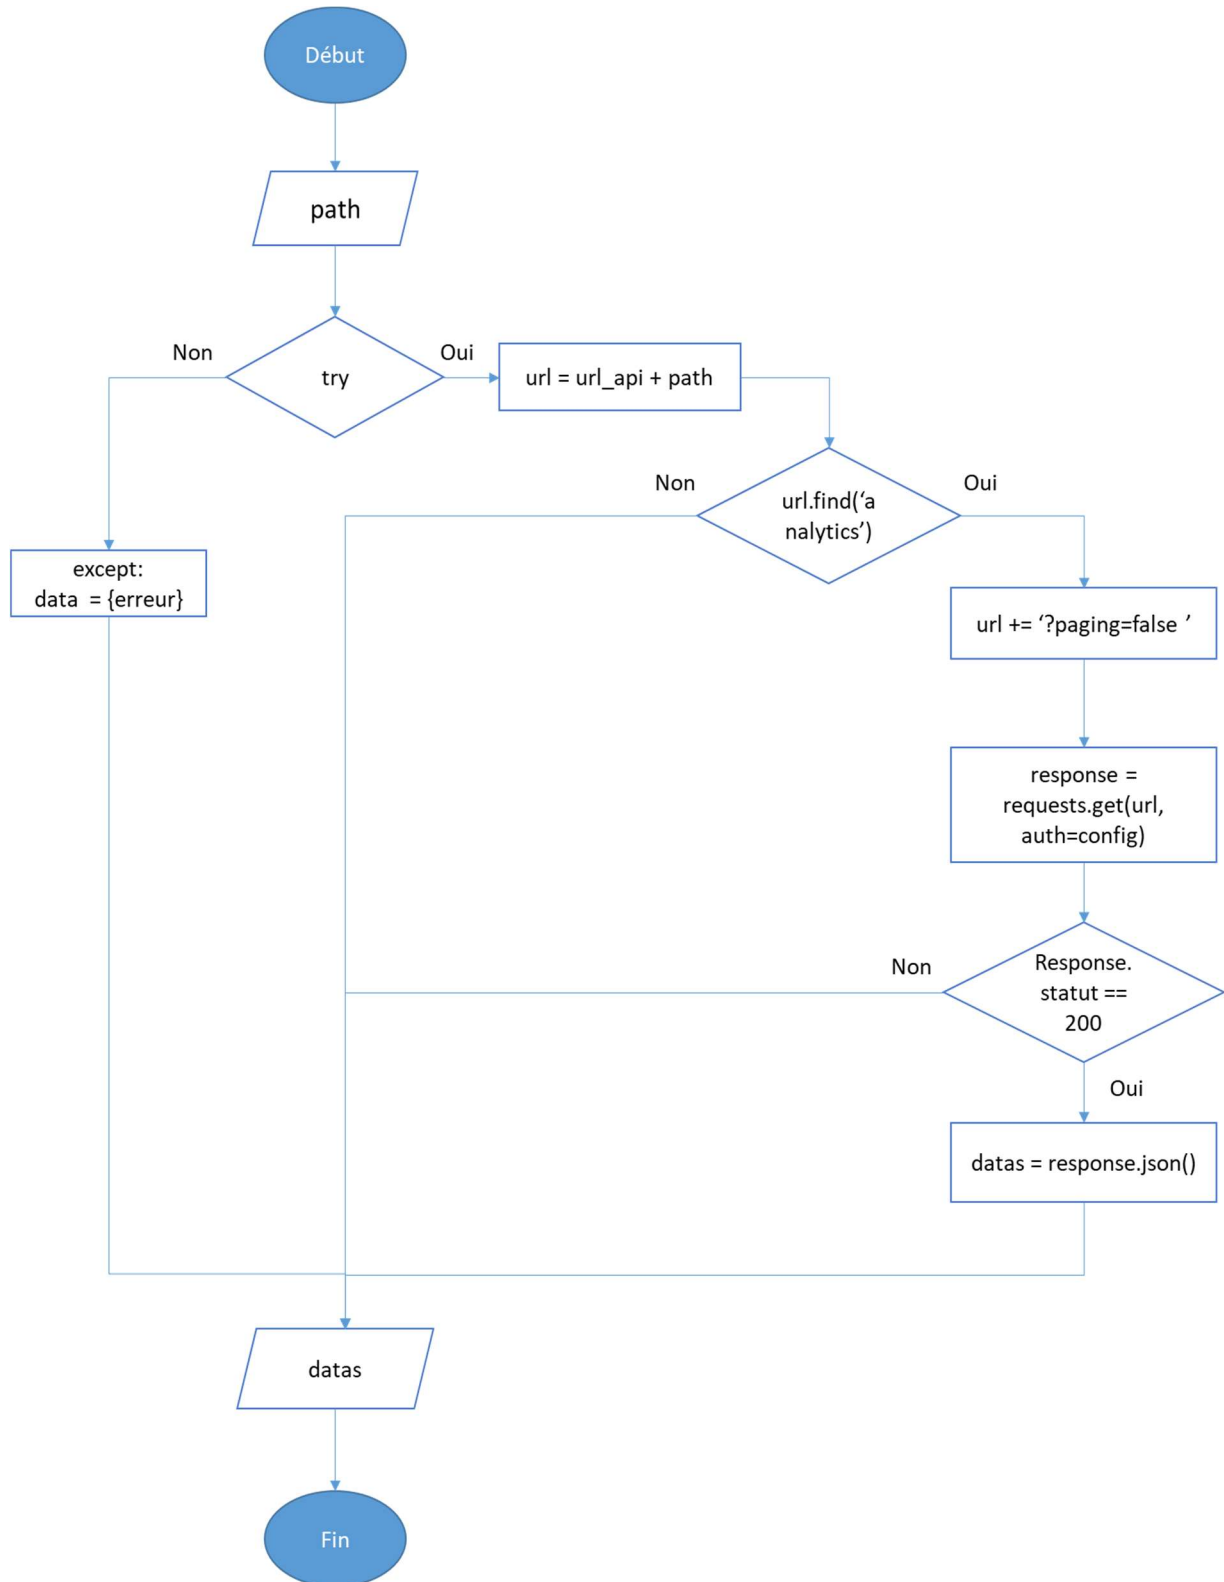 Début
path
Non
try
Oui
url = url_api + path
Non
url.find(‘a
nalytics’)
Oui
except:
data  = {erreur}
url += ‘?paging=false ’
response =
requests.get(url,
auth=config)
Non
Response.
statut ==
200
Oui
datas = response.json()
datas
Fin